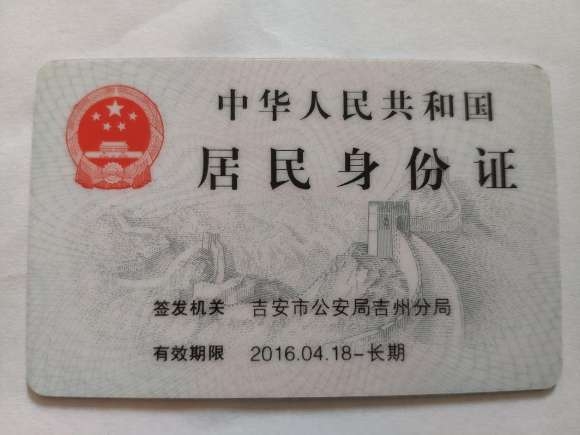 中华人民共和国
居民身份证
签发机关 吉安市公安局吉州分局
有效期限 2016.04.18-长期